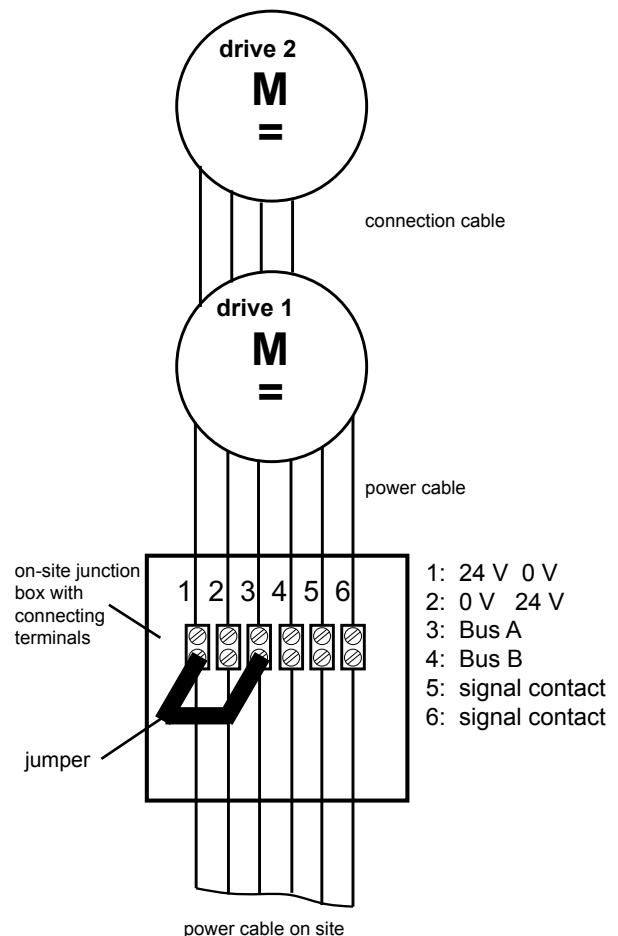 drive 2
M
=
connection cable
drive 1
M
=
power cable
on-site junction
box with
connecting
terminals
1 2 3 4 5 6
1: 24 V 0 V
2: 0 V 24 V
3: Bus A
4: Bus B
5: signal contact
6: signal contact
jumper
power cable on site